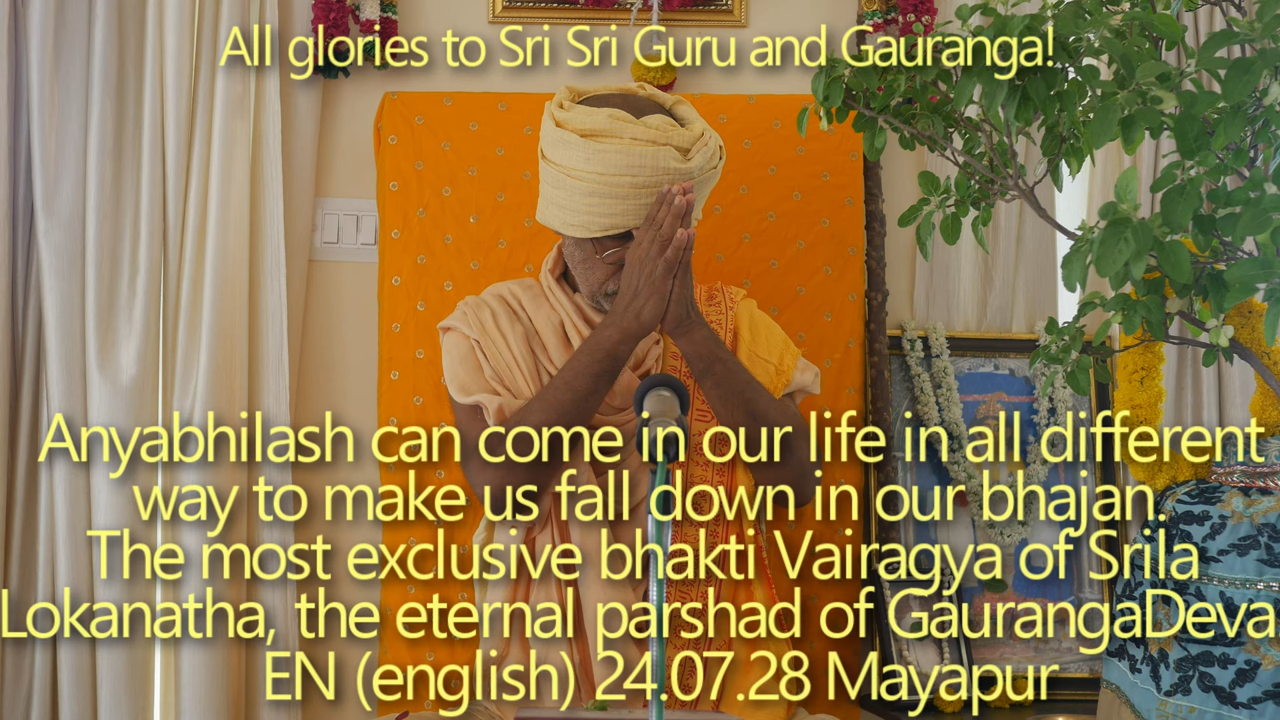 All glories to Sri Sri Guru and Gauranga!
Anyabhilash can come in our life in all different
way to make us fall down in our bhajan.
The most exclusive bhakti Vairagya of Srila
Lokanatha, the eternal parshad of GaurangaDeva
EN (english) 24.07.28 Mayapur